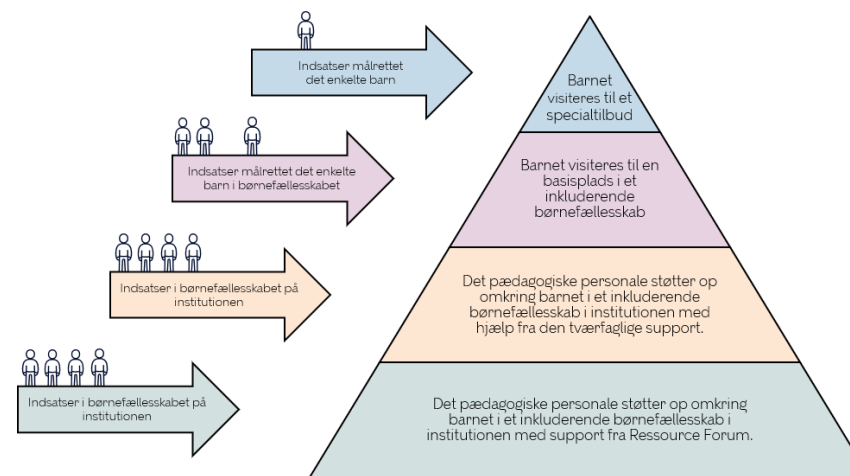 Indsatser målrettet
det enkelte barn
Barnet
visiteres til et
specialtilbud
Indsatser målrettet det enkelte
barn i børnefællesskabet
Barnet visiteres til en
basisplads i et
inkluderende
børnefællesskab
Indsatser i børnefællesskabet på
institutionen
Det pædagogiske personale støtter op
omkring barnet i et inkluderende
børnefællesskab i institutionen med
hjælp fra den tværfaglige support.
Indsatser i børnefællesskabet på
institutionen
Det pædagogiske personale støtter op omkring
barnet i et inkluderende børnefællesskab i
institutionen med support fra Ressource Forum.